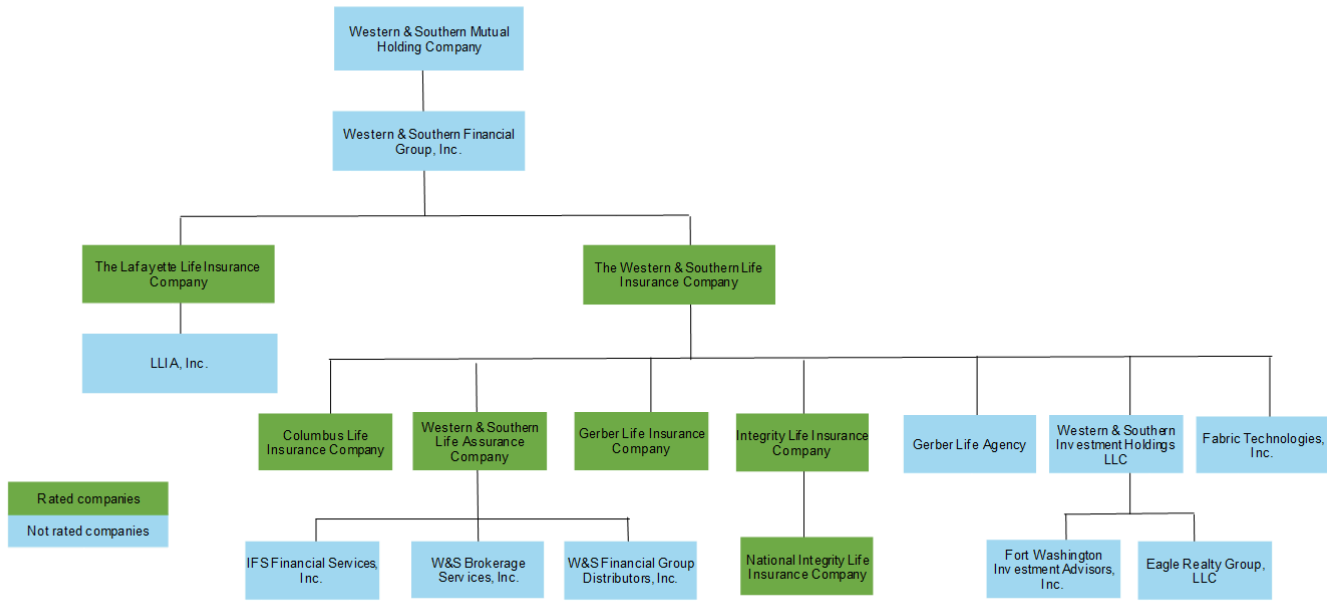 Western & Southern Mutual
Holding Company
Western & Southern Financial
Group, Inc.
The Lafayette Life Insurance
Company
The Western & Southern Life
Insurance Company
LLIA, Inc.
Columbus Life
Insurance Company
Western & Southern
Life Assurance
Company
Gerber Life Insurance
Company
Integrity Life Insurance
Company
Gerber Life Agency
Western & Southern
Investment Holdings
LLC
Fabric Technologies,
Inc.
Rated companies
Not rated companies
IFS Financial Services,
Inc.
W&S Brokerage
Services, Inc.
W&S Financial Group
Distributors, Inc.
National Integrity Life
Insurance Company
Fort Washington
Investment Advisors,
Inc.
Eagle Realty Group,
LLC